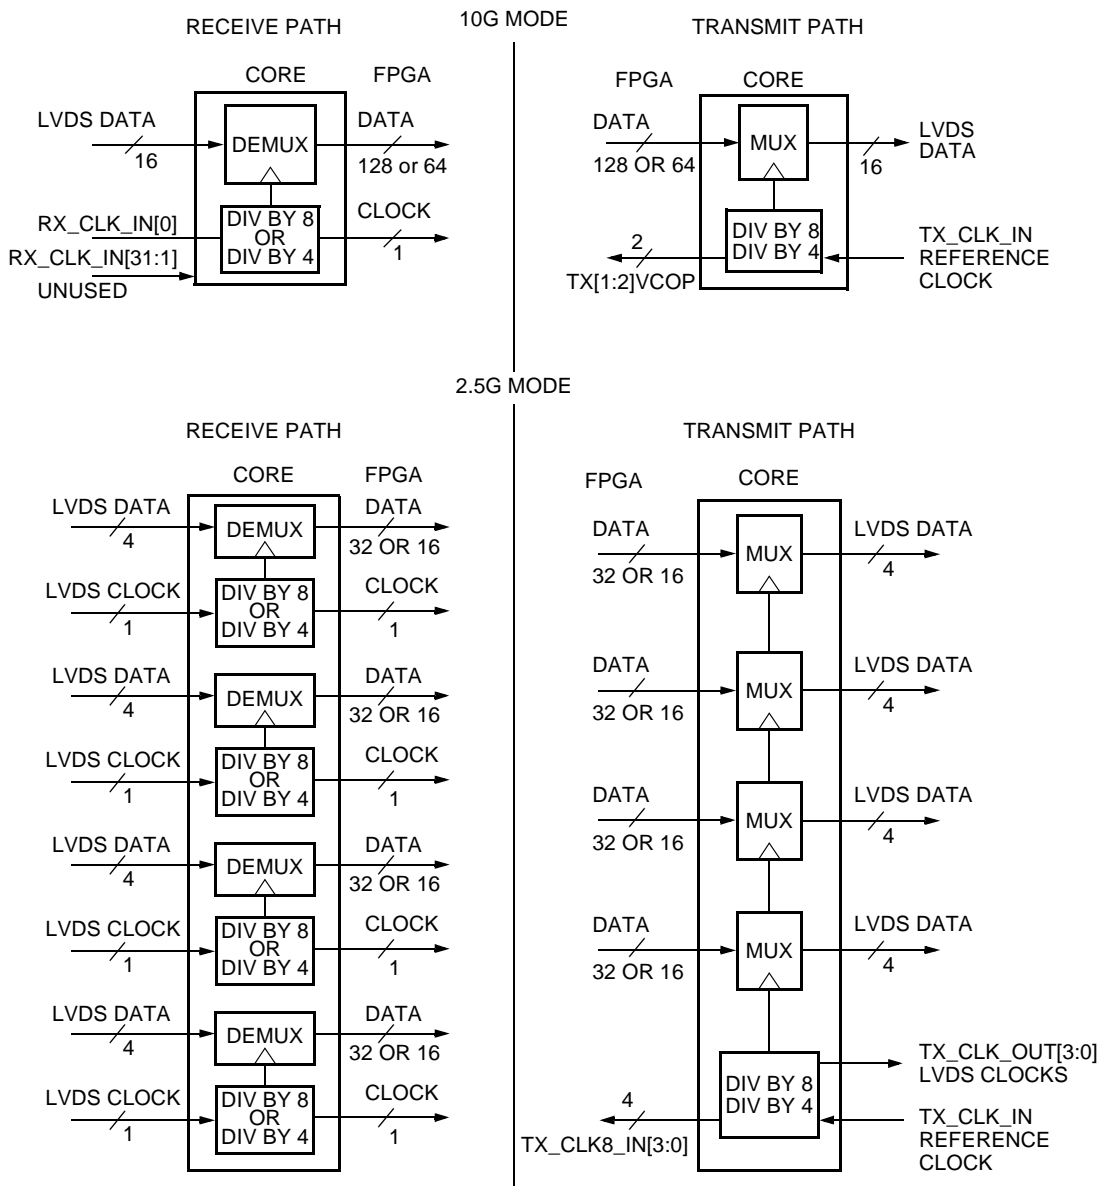 10G MODE
RECEIVE PATH
CORE
FPGA
LVDS DATA
16
DEMUX
DATA
128 or 64
RX_CLK_IN[0]
RX_CLK_IN[31:1]
UNUSED
DIV BY 8
OR
DIV BY 4
CLOCK
1
TRANSMIT PATH
FPGA
CORE
DATA
128 OR 64
MUX
16
LVDS
DATA
2
TX[1:2]VCOP
DIV BY 8
DIV BY 4
TX_CLK_IN
REFERENCE
CLOCK
2.5G MODE
RECEIVE PATH
CORE
FPGA
LVDS DATA
4
DEMUX
DATA
32 OR 16
LVDS CLOCK
1
DIV BY 8
OR
DIV BY 4
CLOCK
1
LVDS DATA
4
DEMUX
DATA
32 OR 16
LVDS CLOCK
1
DIV BY 8
OR
DIV BY 4
CLOCK
1
LVDS DATA
4
DEMUX
DATA
32 OR 16
LVDS CLOCK
1
DIV BY 8
OR
DIV BY 4
CLOCK
1
LVDS DATA
4
DEMUX
DATA
32 OR 16
LVDS CLOCK
1
DIV BY 8
OR
DIV BY 4
CLOCK
1
TRANSMIT PATH
FPGA
CORE
DATA
32 OR 16
MUX
LVDS DATA
4
DATA
32 OR 16
MUX
LVDS DATA
4
DATA
32 OR 16
MUX
LVDS DATA
4
DATA
32 OR 16
MUX
LVDS DATA
4
4
TX_CLK8_IN[3:0]
DIV BY 8
DIV BY 4
TX_CLK_OUT[3:0]
LVDS CLOCKS
TX_CLK_IN
REFERENCE
CLOCK